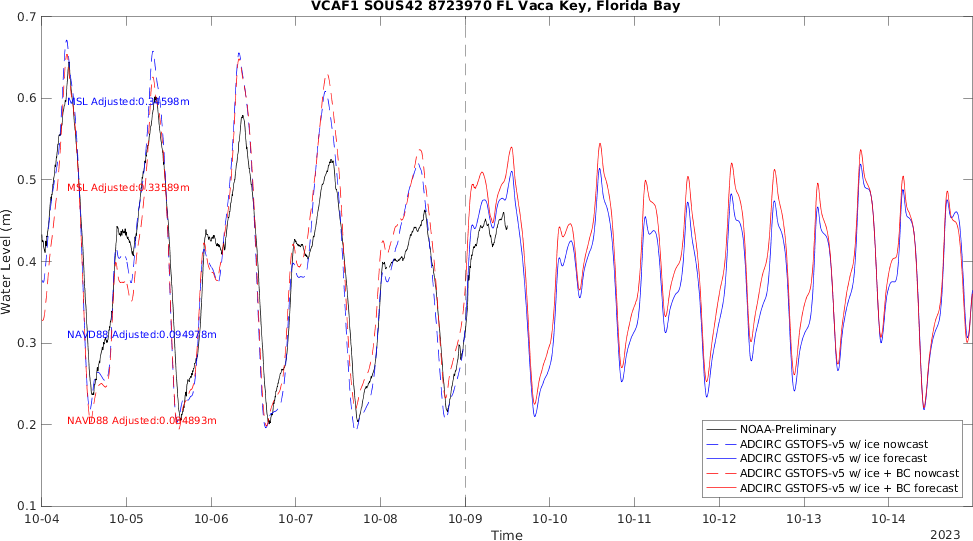 VCAF1 SOUS42 8723970 FL Vaca Key, Florida Bay
0.7
0.6
0.5
0.4
0.3
0.2
0.1
Water Level (m)
MSL Adjusted:0.34598m
MSL Adjusted:0.33589m
NAVD88 Adjusted:0.094978m
NAVD88 Adjusted:0.084893m
NOAA-Preliminary
ADCIRC GSTOFS-v5 w/ ice nowcast
ADCIRC GSTOFS-v5 w/ ice forecast
ADCIRC GSTOFS-v5 w/ ice + BC nowcast
ADCIRC GSTOFS-v5 w/ ice + BC forecast
10-04 10-05 10-06 10-07 10-08 10-09 10-10 10-11 10-12 10-13 10-14
Time
2023